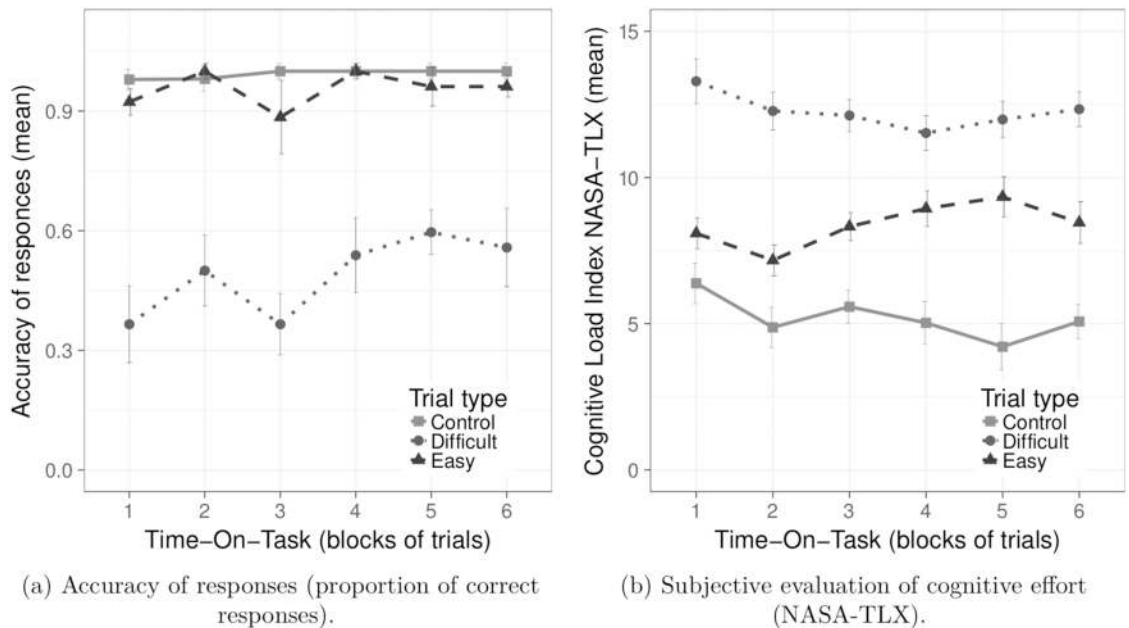 Accuracy of responces (mean)
0.9
0.6
0.3
0.0
Trial type
Control
Difficult
Easy
1 2 3 4 5 6
Time-On-Task (blocks of trials)
(a) Accuracy of responses (proportion of correct
responses).
Cognitive Load Index NASA-TLX (mean)
15
10
5
0
Trial type
Control
Difficult
Easy
1 2 3 4 5 6
Time-On-Task (blocks of trials)
(b) Subjective evaluation of cognitive effort
(NASA-TLX).